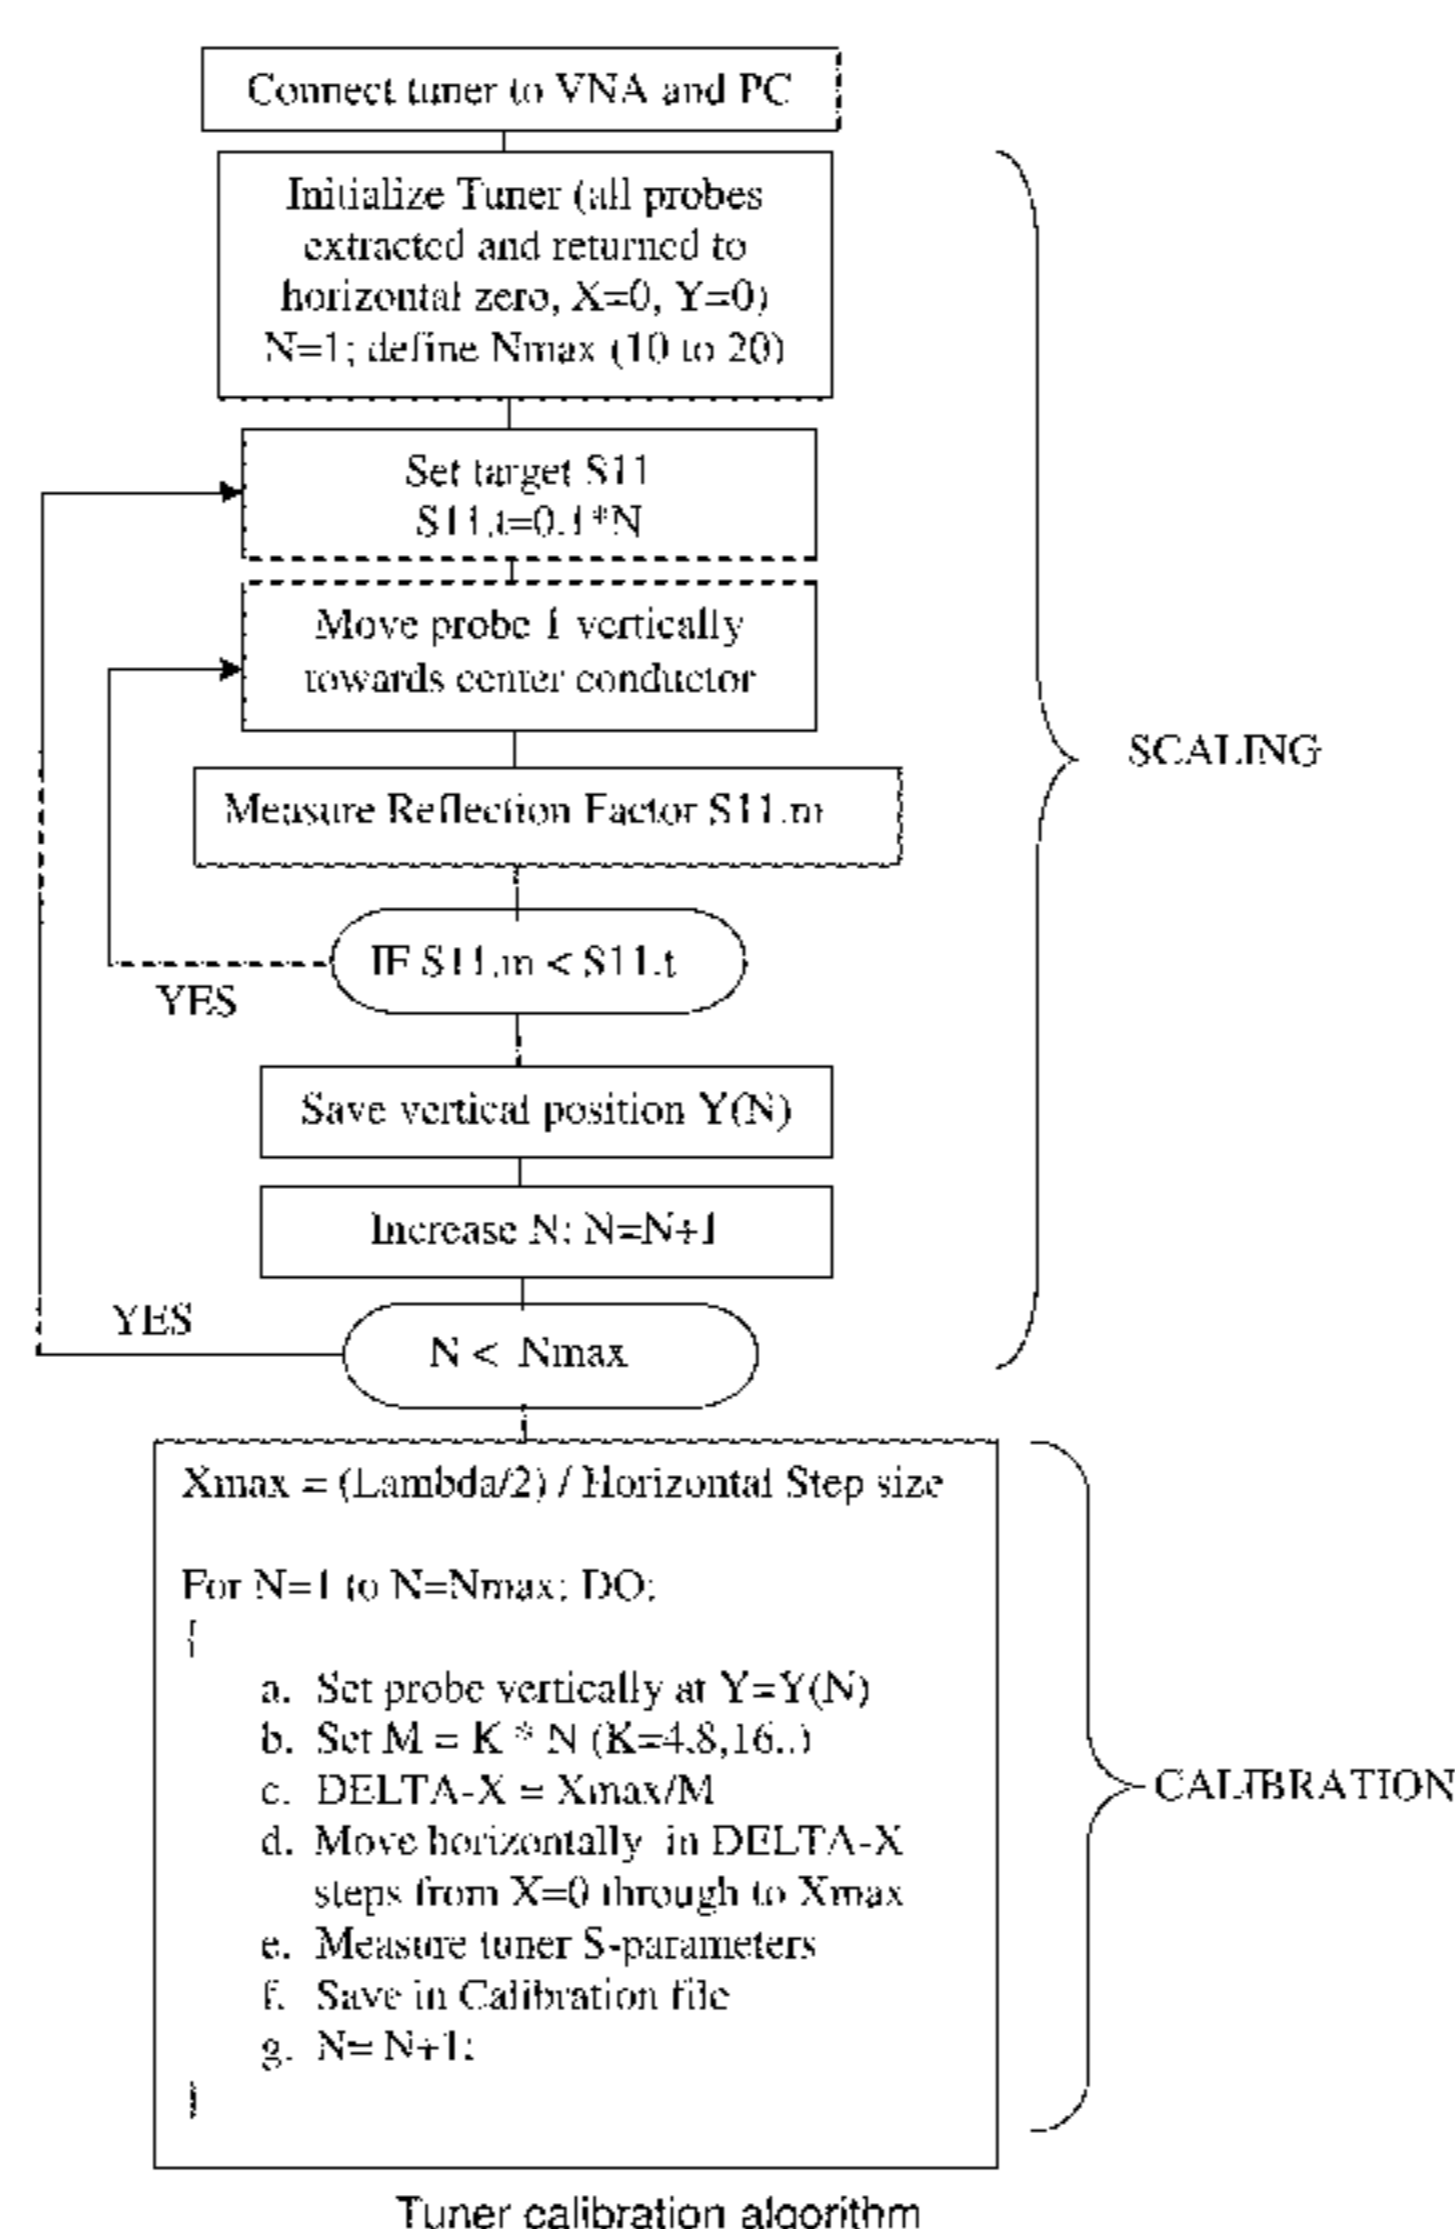 Connect tuner to VNA and PC
Initialize Tuner (all probes
extracted and returned to
horizontal zero, X=0, Y=0)
N=1; define Nmax (10 to 20)
Set target S11
S11.t=0.1*N
Move probe 1 vertically
towards center conductor
SCALING
Measure Reflection Factor S11.m
IF S11.m < S11.t
YES
Save vertical position Y(N)
Increase N: N=N+1
YES
N < Nmax
Xmax = (Lambda/2) / Horizontal Step size
For N=1 to N=Nmax; DO;
{
a. Set probe vertically at Y=Y(N)
b. Set M = K * N (K=4,8,16..)
c. DELTA-X = Xmax/M
CALIBRATION
d. Move horizontally in DELTA-X
steps from X=0 through to Xmax
e. Measure tuner S-parameters
f. Save in Calibration file
g. N= N+1;
}
Tuner calibration algorithm